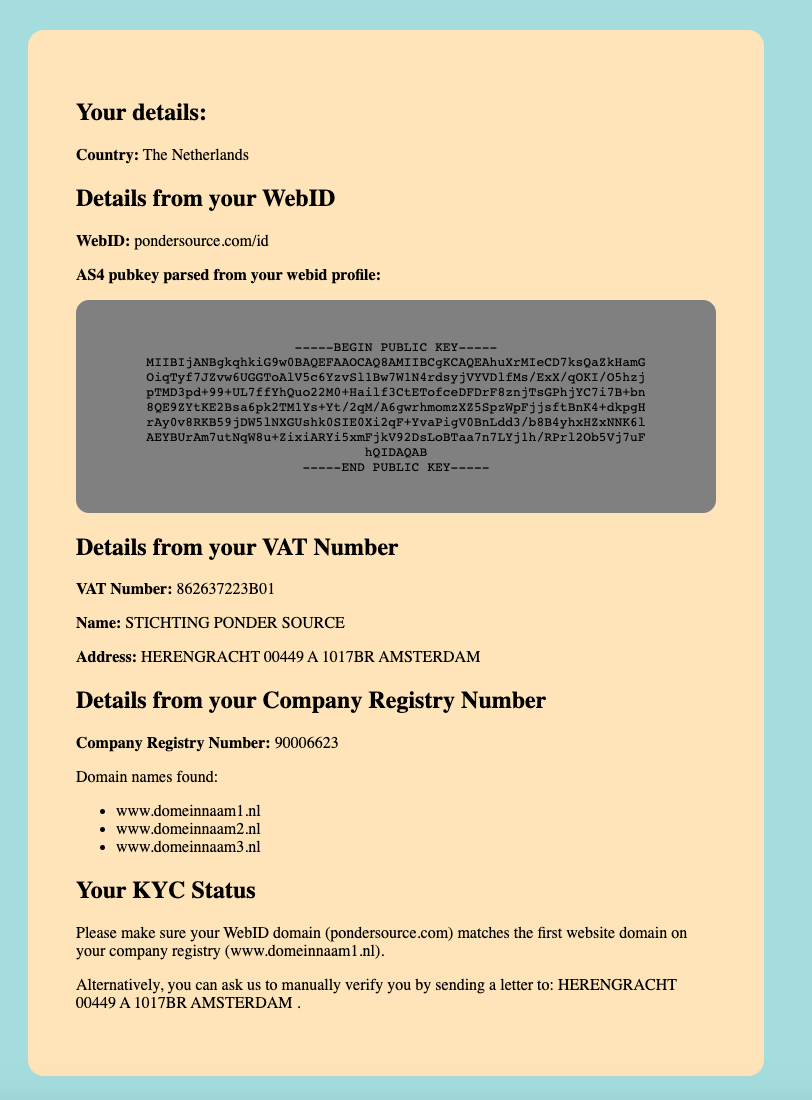 Your details:
Country: The Netherlands
Details from your WebID
WebID: pondersource.com/id
AS4 pubkey parsed from your webid profile:
-----BEGIN PUBLIC KEY-----
MIIBIjANBgkqhkiG9w0BAQEFAAOCAQ8AMIIBCgKCAQEAhuXrMIeCD7ksQaZkHamG
OiqTyf7JZvw6UGGToAlV5c6YzvSl1Bw7W1N4rdsyjVYVDlfMs/ExX/qOKI/O5hzj
pTMD3pd+99+UL7ffYhQuo22M0+Hailf3CtETofceDFDrF8znjTsGPhjYC7i7B+bn
8QE9ZYtKE2Bsa6pk2TMlYs+Yt/2qM/A6gwrhmomzXZ5SpzWpFjjsftBnK4+dkpgH
rAy0v8RKB59jDW5lNXGUshk0SIE0Xi2qF+YvaPigV0BnLdd3/b8B4yhxHZxNNK6l
AEYBUrAm7utNqW8u+ZixiARYi5xmFjkV92DsLoBTaa7n7LYj1h/RPrl2Ob5Vj7uF
hQIDAQAB
-----END PUBLIC KEY-----
Details from your VAT Number
VAT Number: 862637223B01
Name: STICHTING PONDER SOURCE
Address: HERENGRACHT 00449 A 1017BR AMSTERDAM
Details from your Company Registry Number
Company Registry Number: 90006623
Domain names found:
• www.domeinnaam1.nl
• www.domeinnaam2.nl
• www.domeinnaam3.nl
Your KYC Status
Please make sure your WebID domain (pondersource.com) matches the first website domain on
your company registry (www.domeinnaam1.nl).
Alternatively, you can ask us to manually verify you by sending a letter to: HERENGRACHT
00449 A 1017BR AMSTERDAM .